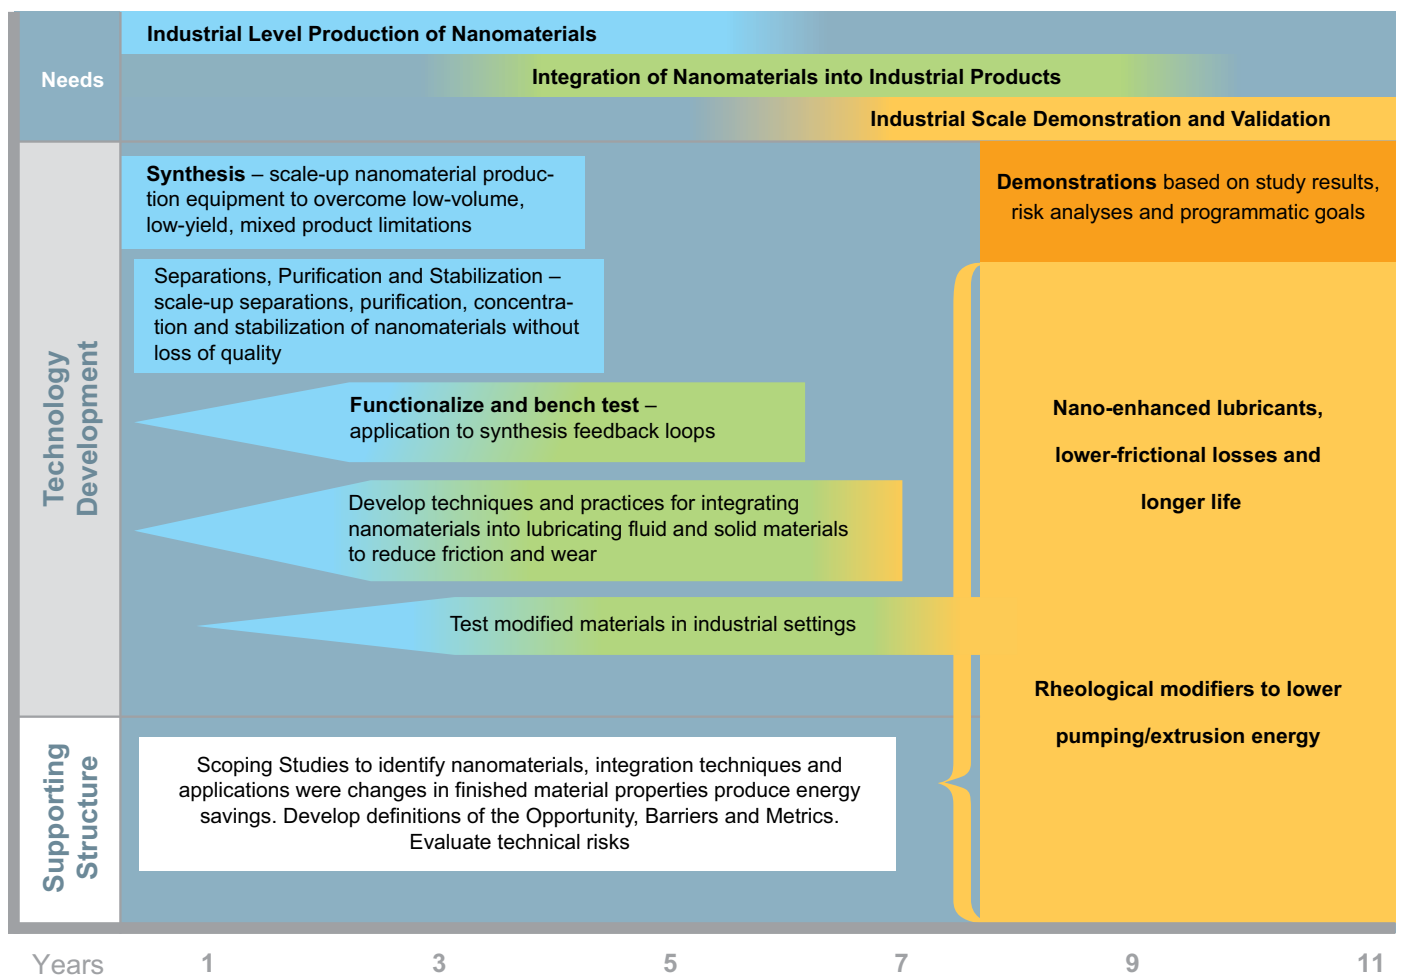 Industrial Level Production of Nanomaterials
Needs
Integration of Nanomaterials into Industrial Products
Industrial Scale Demonstration and Validation
Technology
Development
Synthesis – scale-up nanomaterial produc-
tion equipment to overcome low-volume,
low-yield, mixed product limitations
Demonstrations based on study results,
risk analyses and programmatic goals
Separations, Purification and Stabilization –
scale-up separations, purification, concentra-
tion and stabilization of nanomaterials without
loss of quality
Functionalize and bench test –
application to synthesis feedback loops
Develop techniques and practices for integrating
nanomaterials into lubricating fluid and solid materials
to reduce friction and wear
Test modified materials in industrial settings
Nano-enhanced lubricants,
lower-frictional losses and
longer life
Rheological modifiers to lower
pumping/extrusion energy
Supporting
Structure
Scoping Studies to identify nanomaterials, integration techniques and
applications were changes in finished material properties produce energy
savings. Develop definitions of the Opportunity, Barriers and Metrics.
Evaluate technical risks
Years 1 3 5 7 9 11